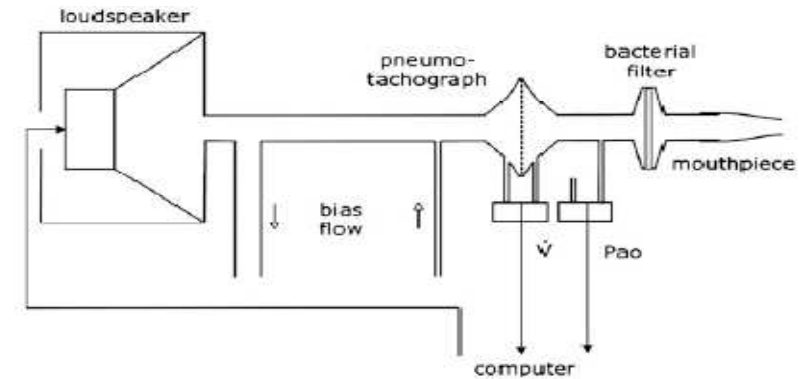 loudspeaker
pneumo-
tachograph
bacterial
filter
mouthpiece
bias
flow
V̇
Pao
computer